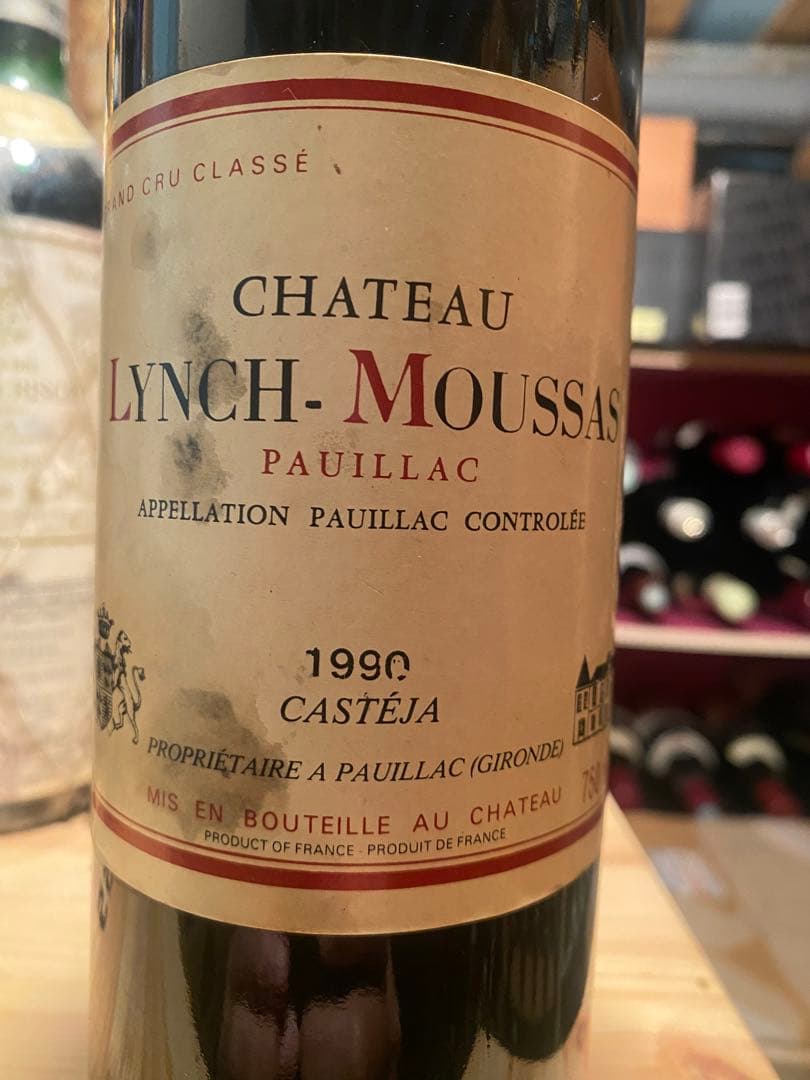 CRU CLASSÉ
CHATEAU
LYNCH-MOUSSAS
PAUILLAC
APPELLATION PAUILLAC CONTROLÉE
1990
CASTÉJA
PROPRIÉTAIRE A PAUILLAC (GIRONDE)
MIS EN BOUTEILLE AU CHATEAU
PRODUCT OF FRANCE - PRODUIT DE FRANCE